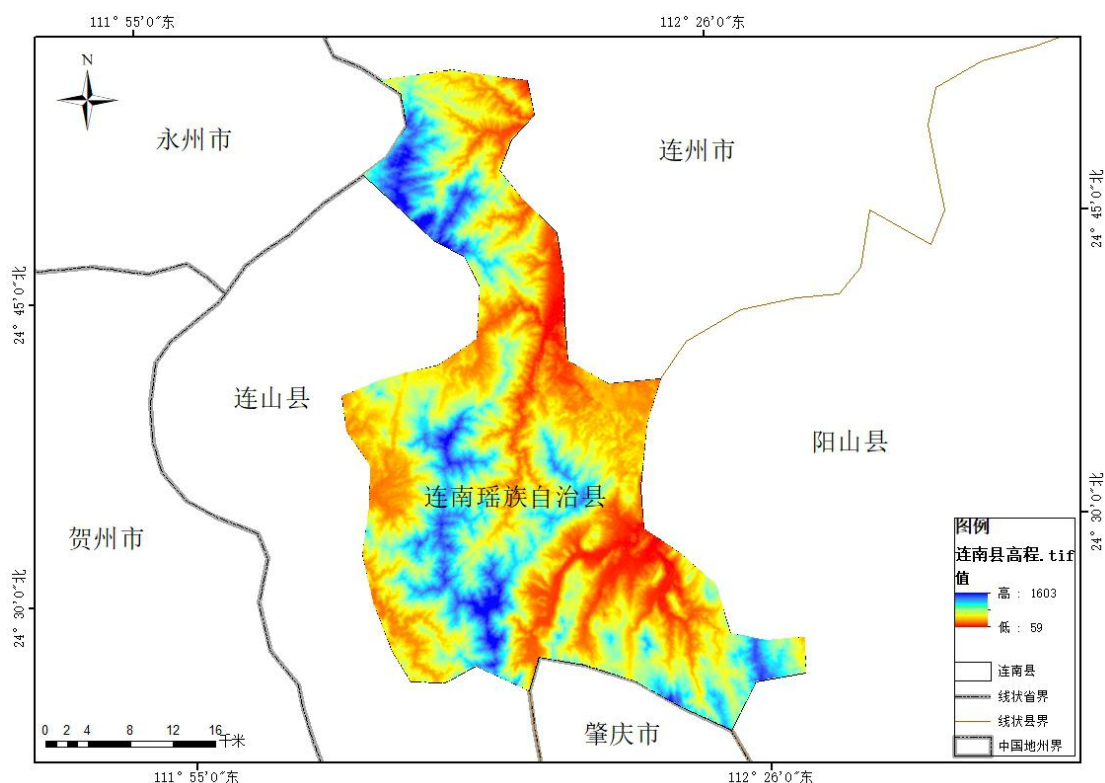 111° 55′0″东
112° 26′0″东
N
永州市
连州市
24° 45′0″北
24° 45′0″北
连山县
阳山县
连南瑶族自治县
贺州市
24° 30′0″北
24° 30′0″北
肇庆市
图例
连南县高程.tif
值
高 : 1603
低 : 59
连南县
线状省界
线状县界
中国地州界
0 2 4 8 12 16
千米
111° 55′0″东
112° 26′0″东